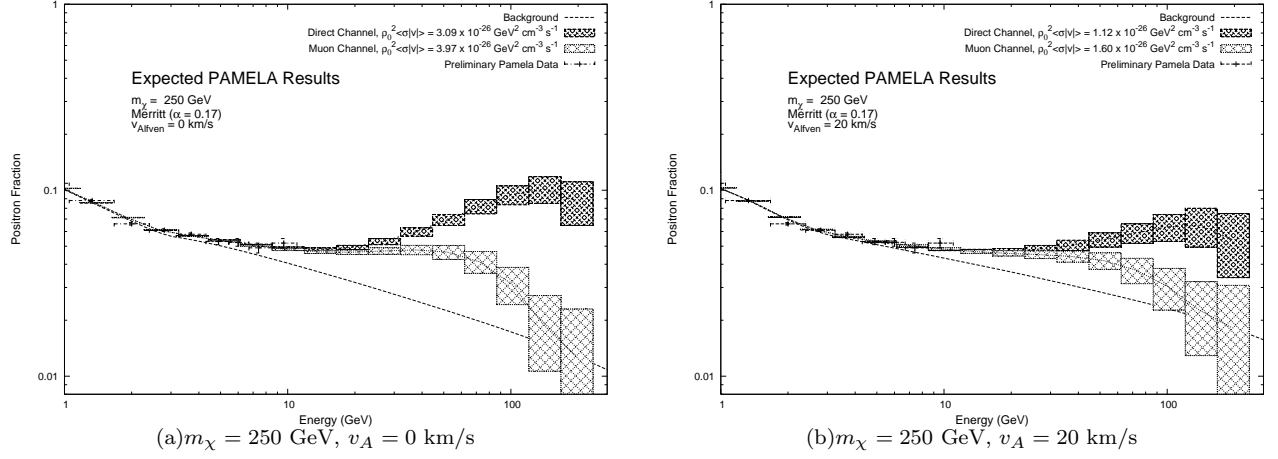 Background
Direct Channel, ρ₀²<σ|v|> = 3.09 x 10⁻²⁶ GeV² cm⁻³ s⁻¹
Muon Channel, ρ₀²<σ|v|> = 3.97 x 10⁻²⁶ GeV² cm⁻³ s⁻¹
Preliminary Pamela Data
Expected PAMELA Results
mχ = 250 GeV
Merritt (α = 0.17)
vAlfven = 0 km/s
Positron Fraction
1
0.1
0.01
1
10
100
Energy (GeV)
(a)mχ = 250 GeV, vA = 0 km/s
Background
Direct Channel, ρ₀²<σ|v|> = 1.12 x 10⁻²⁶ GeV² cm⁻³ s⁻¹
Muon Channel, ρ₀²<σ|v|> = 1.60 x 10⁻²⁶ GeV² cm⁻³ s⁻¹
Preliminary Pamela Data
Expected PAMELA Results
mχ = 250 GeV
Merritt (α = 0.17)
vAlfven = 20 km/s
Positron Fraction
1
0.1
0.01
1
10
100
Energy (GeV)
(b)mχ = 250 GeV, vA = 20 km/s